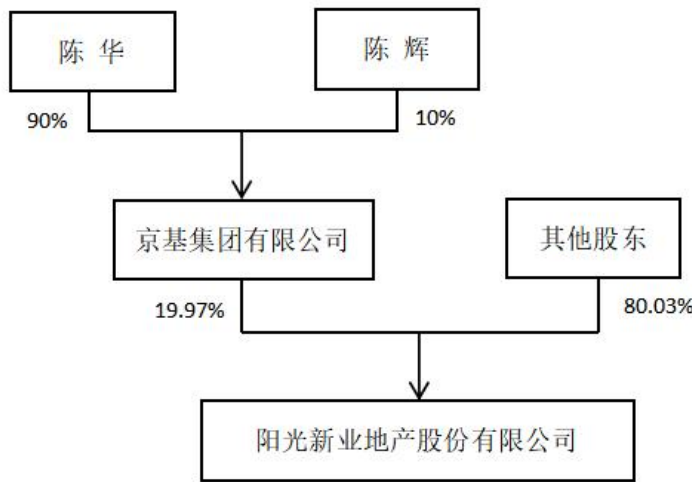 陈 华
陈 辉
90%
10%
京基集团有限公司
其他股东
19.97%
80.03%
阳光新业地产股份有限公司